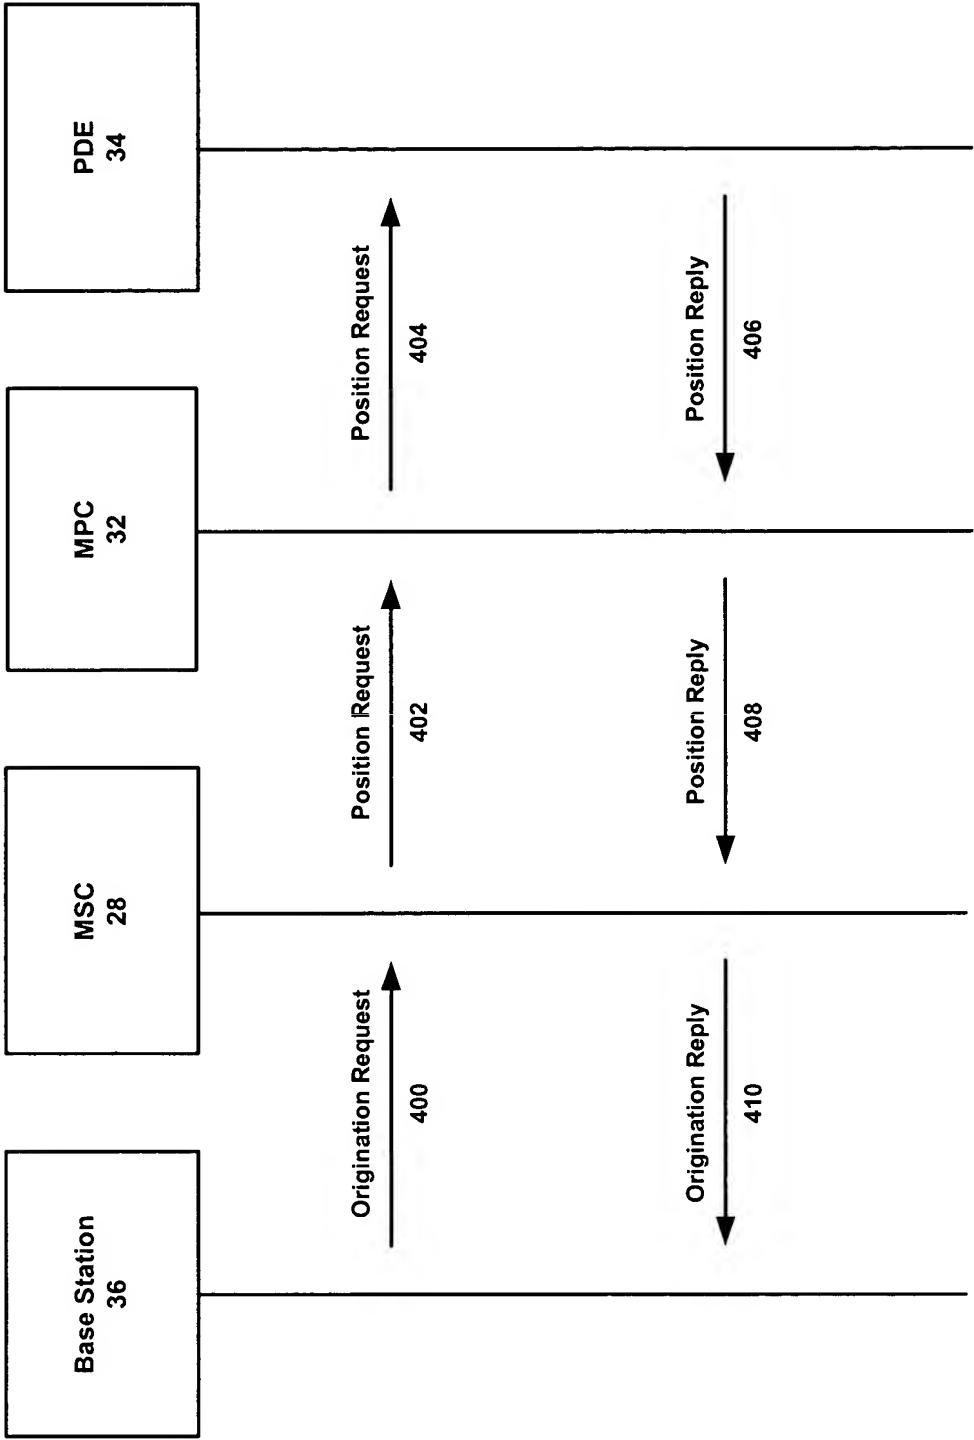 Base Station
36
MSC
28
MPC
32
PDE
34
Origination Request
400
Position Request
402
Position Request
404
Origination Reply
410
Position Reply
408
Position Reply
406